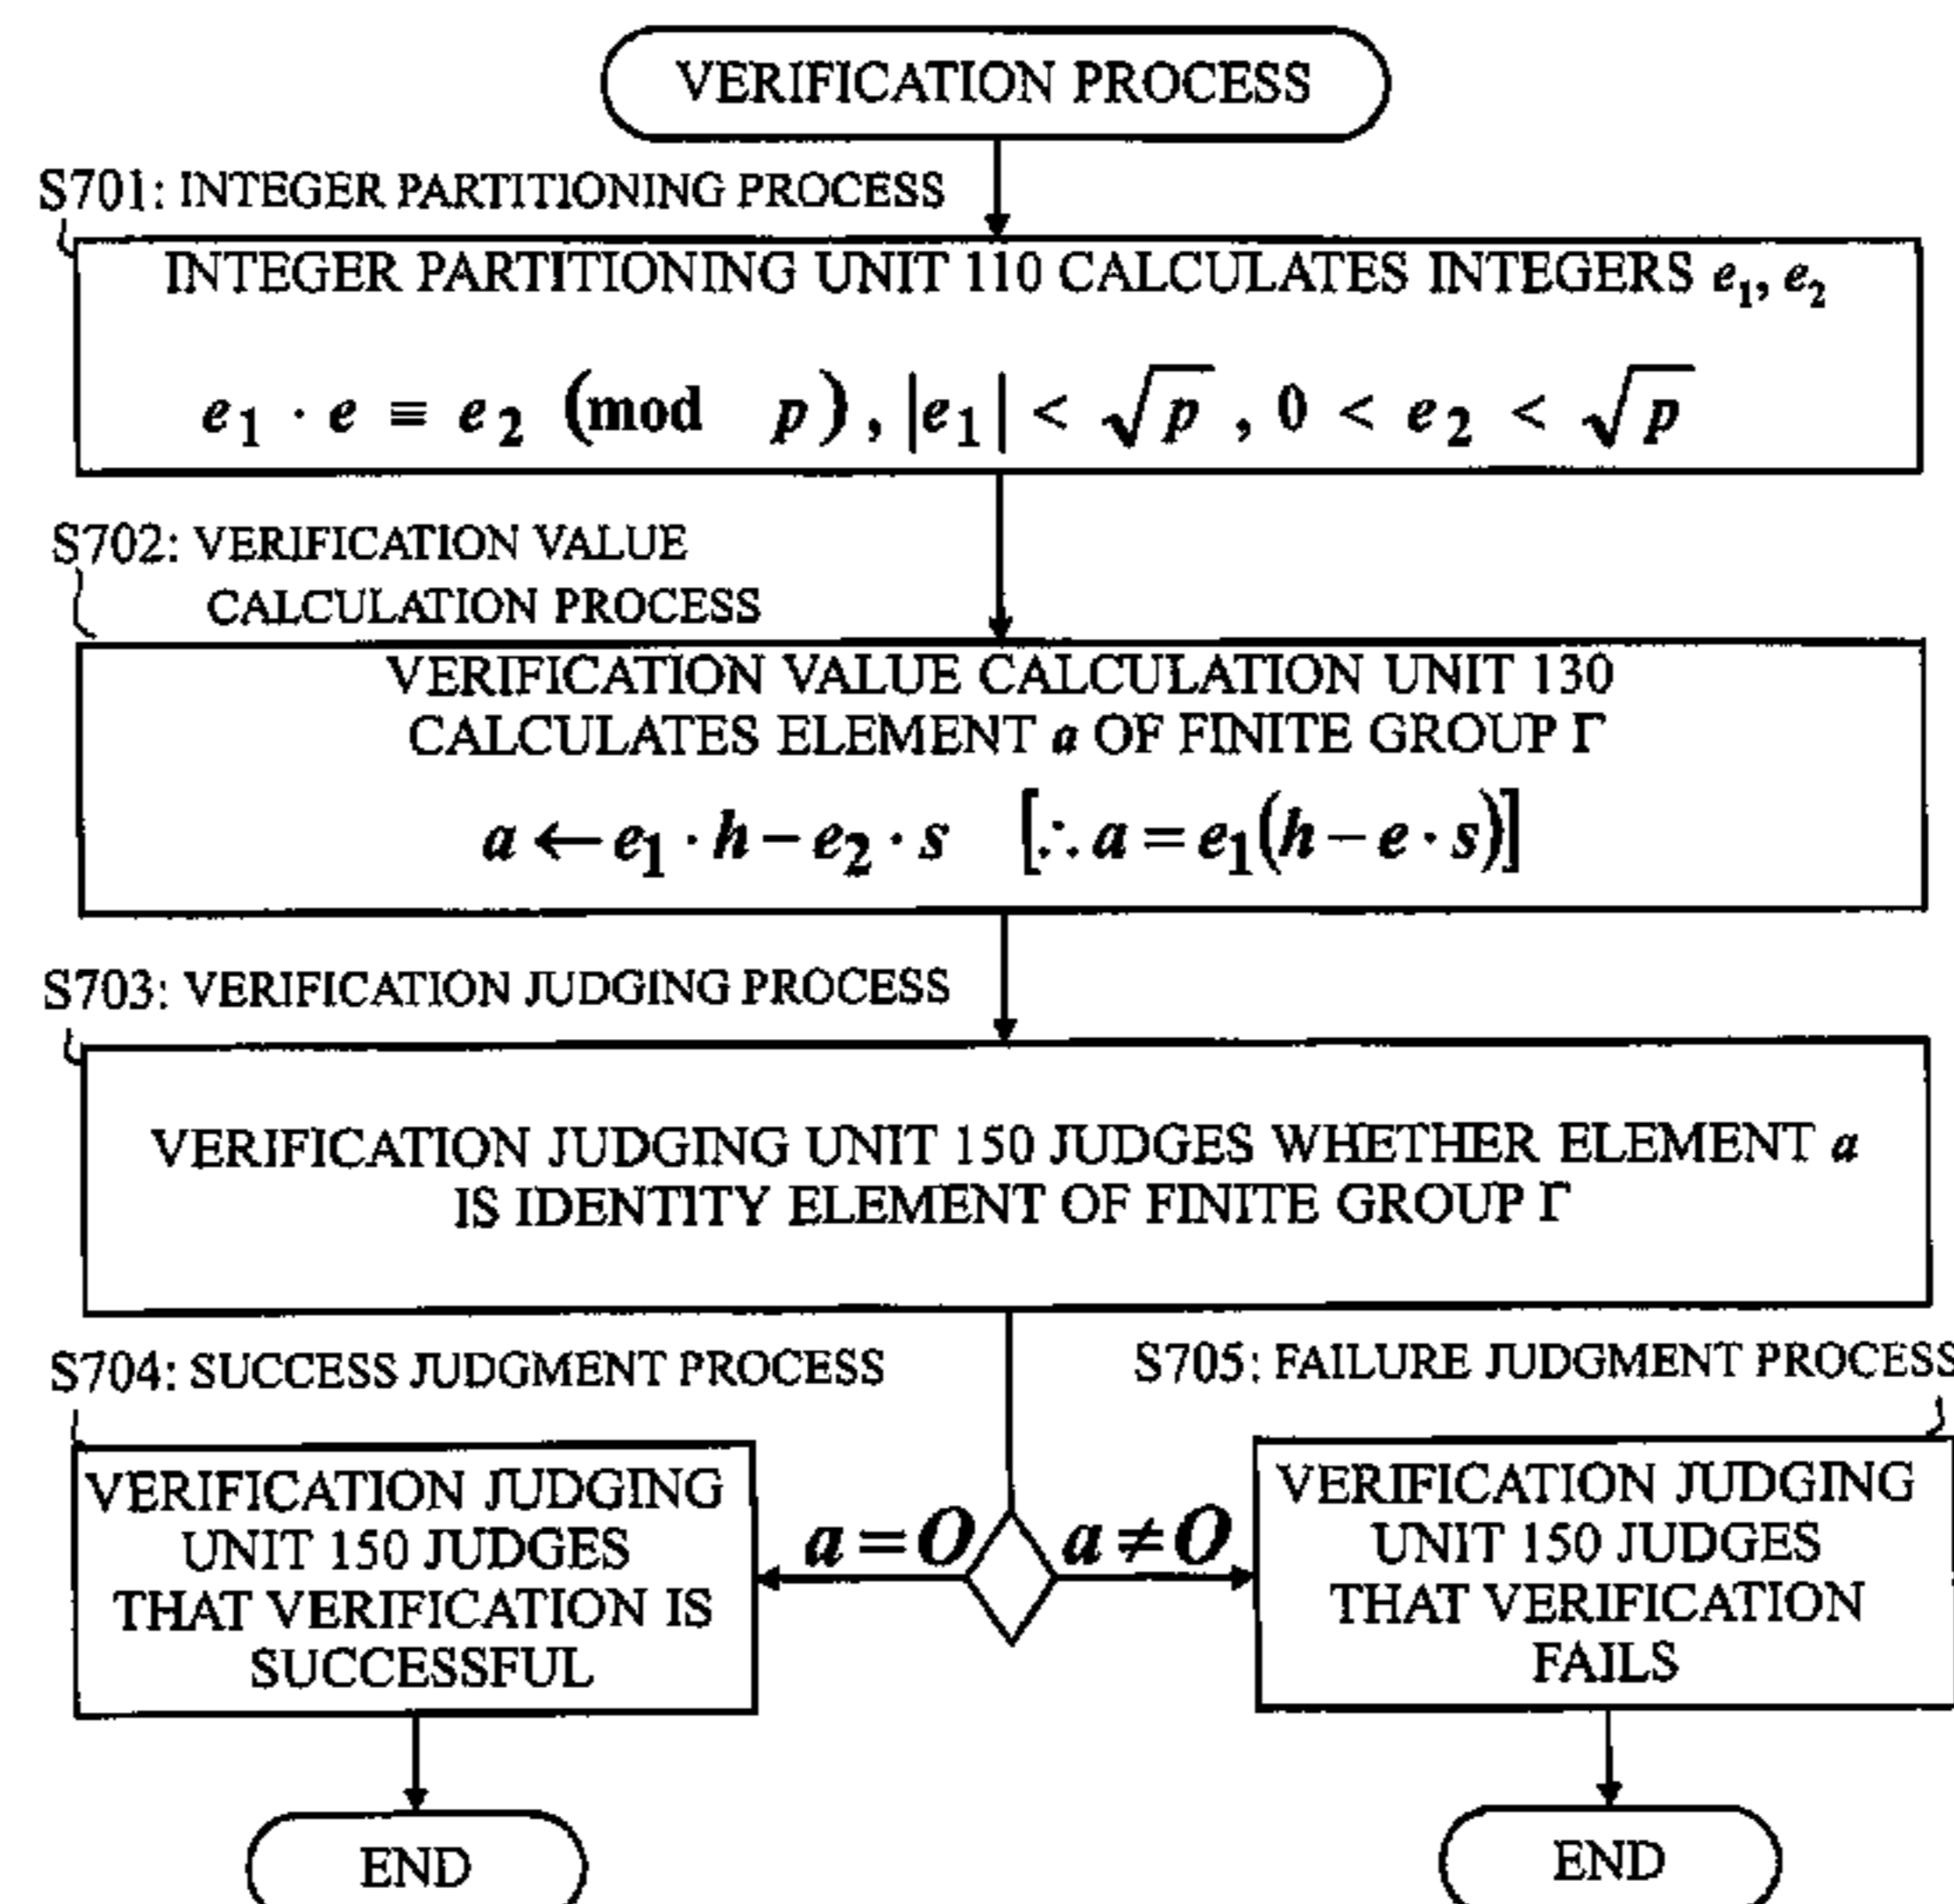 VERIFICATION PROCESS
S701: INTEGER PARTITIONING PROCESS
INTEGER PARTITIONING UNIT 110 CALCULATES INTEGERS e₁, e₂
e₁ · e ≡ e₂ (mod p), |e₁| < √p, 0 < e₂ < √p
S702: VERIFICATION VALUE
CALCULATION PROCESS
VERIFICATION VALUE CALCULATION UNIT 130
CALCULATES ELEMENT a OF FINITE GROUP Γ
a ← e₁ · h − e₂ · s [∴ a = e₁(h − e · s)]
S703: VERIFICATION JUDGING PROCESS
VERIFICATION JUDGING UNIT 150 JUDGES WHETHER ELEMENT a
IS IDENTITY ELEMENT OF FINITE GROUP Γ
S704: SUCCESS JUDGMENT PROCESS
VERIFICATION JUDGING
UNIT 150 JUDGES
THAT VERIFICATION IS
SUCCESSFUL
a = O
a ≠ O
S705: FAILURE JUDGMENT PROCESS
VERIFICATION JUDGING
UNIT 150 JUDGES
THAT VERIFICATION
FAILS
END
END